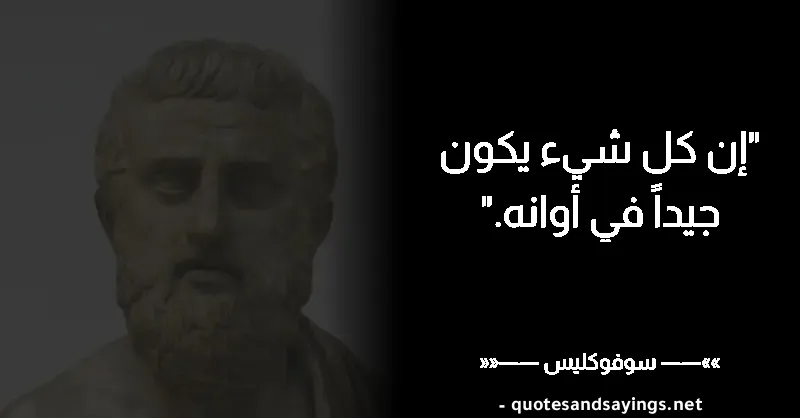 "إن كل شيء يكون
جيداً في أوانه."
»»——— سوفوكليس ———««
- quotesandsayings.net